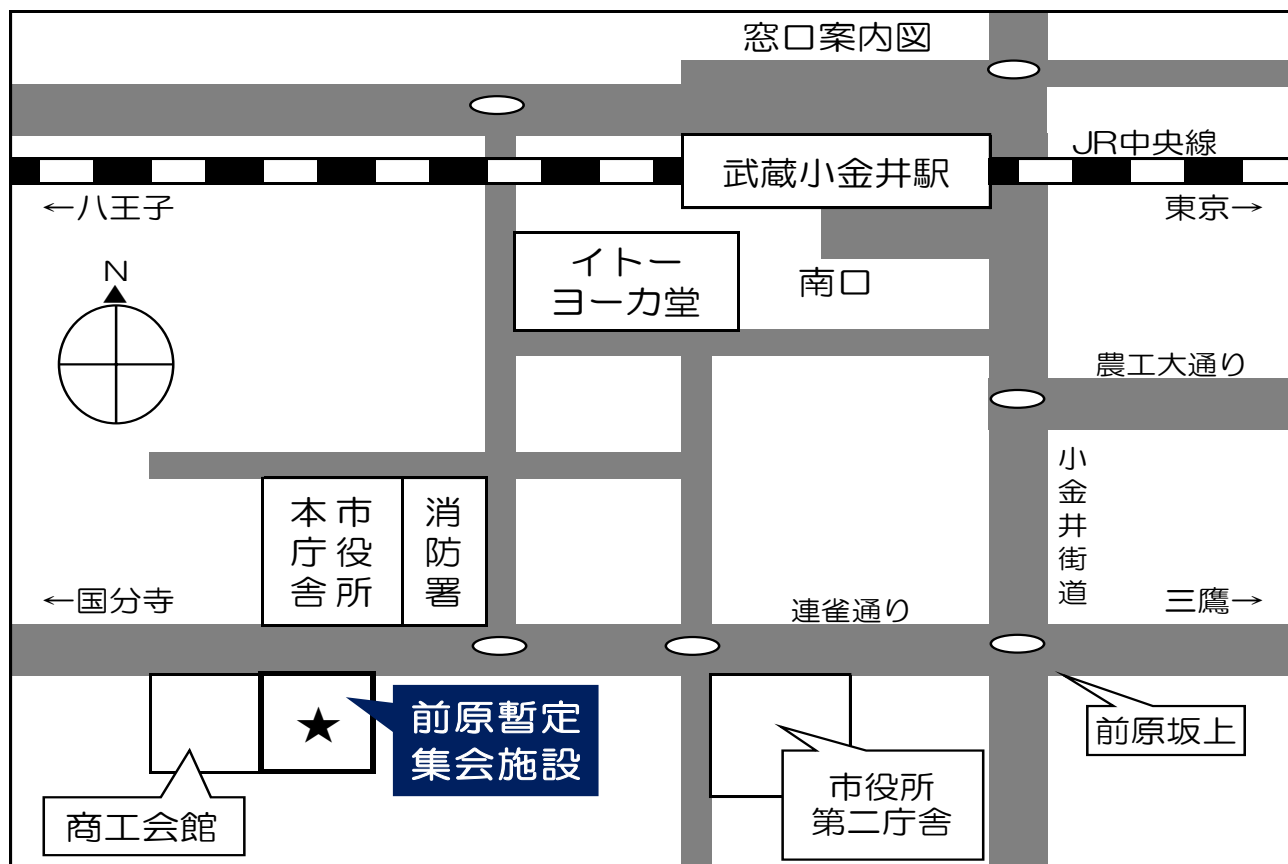 窓口案内図
JR中央線
武蔵小金井駅
←八王子
東京→
N
イトー
ヨーカ堂
南口
農工大通り
小金井街道
市役所
本庁舎
消防署
←国分寺
連雀通り
三鷹→
★
前原暫定
集会施設
前原坂上
商工会館
市役所
第二庁舎